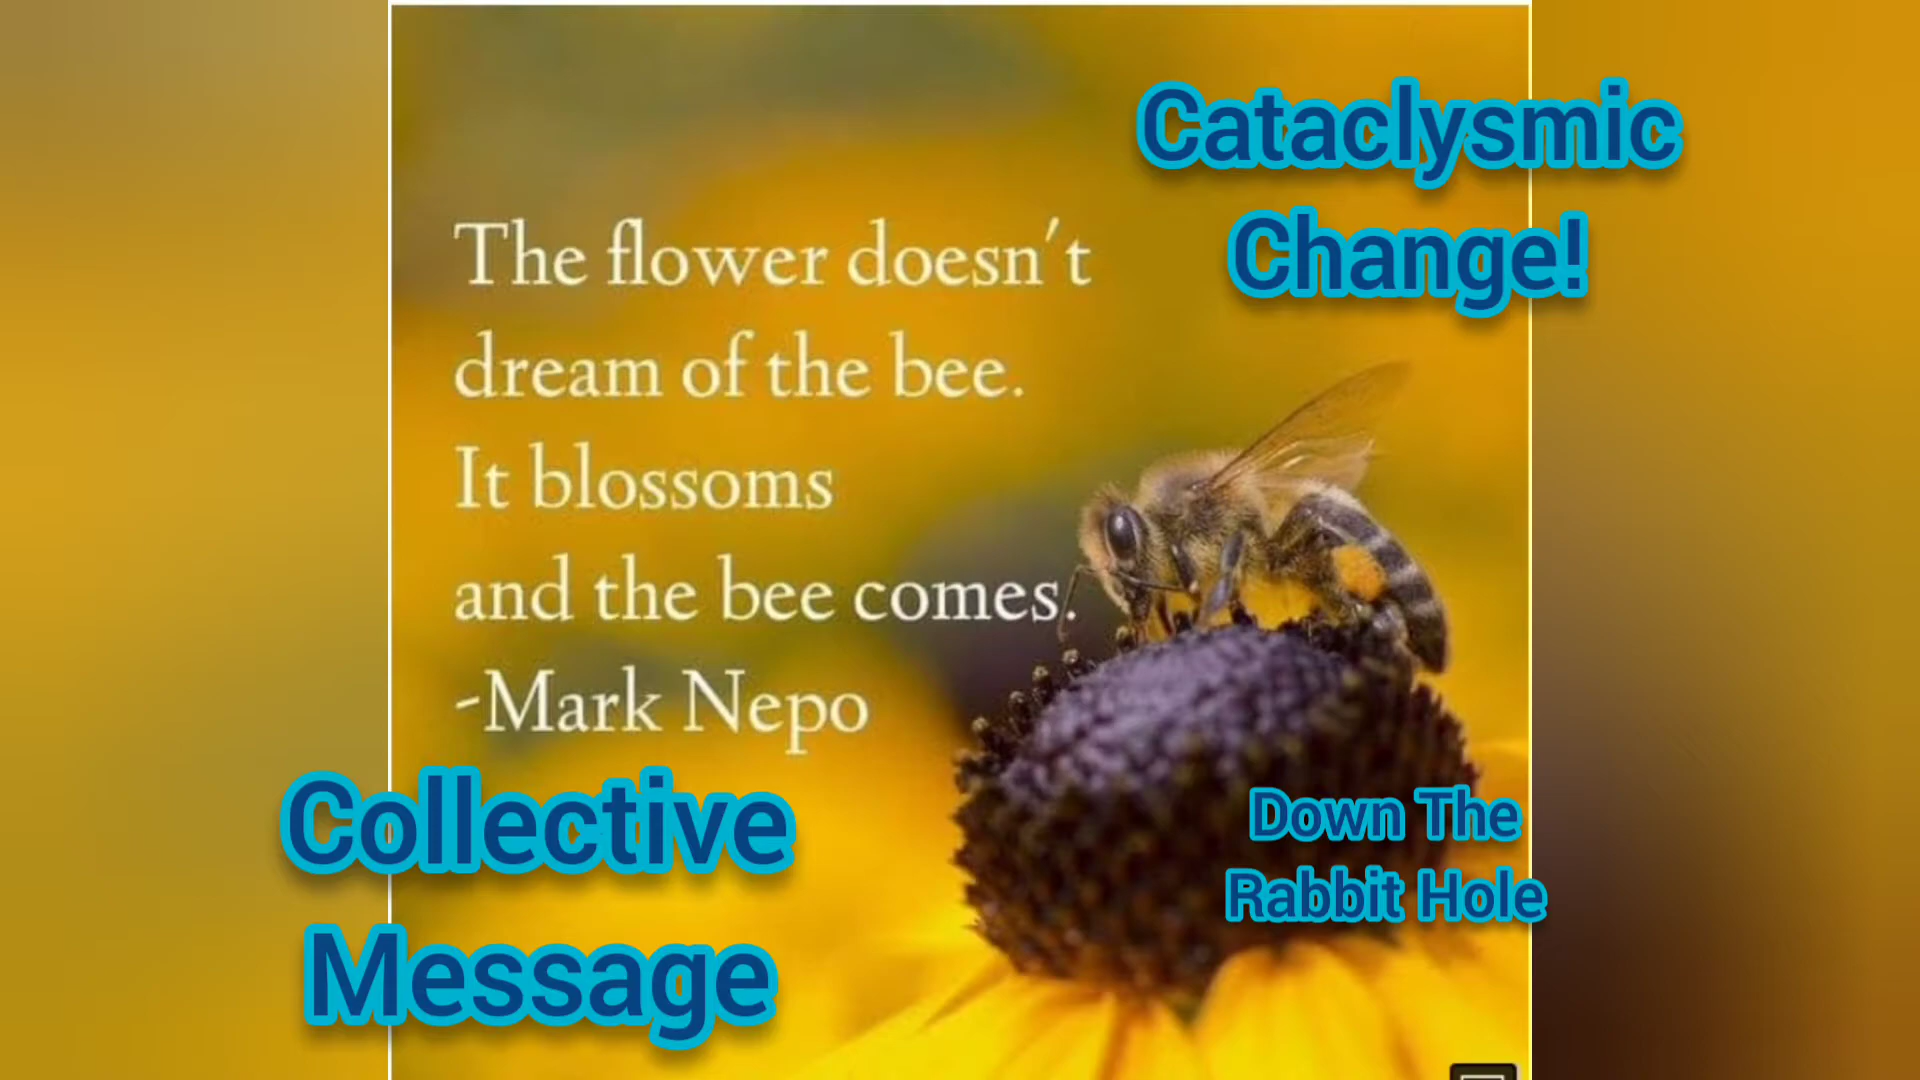 Cataclysmic
Change!
The flower doesn't
dream of the bee.
It blossoms
and the bee comes.
-Mark Nepo
Collective
Message
Down The
Rabbit Hole